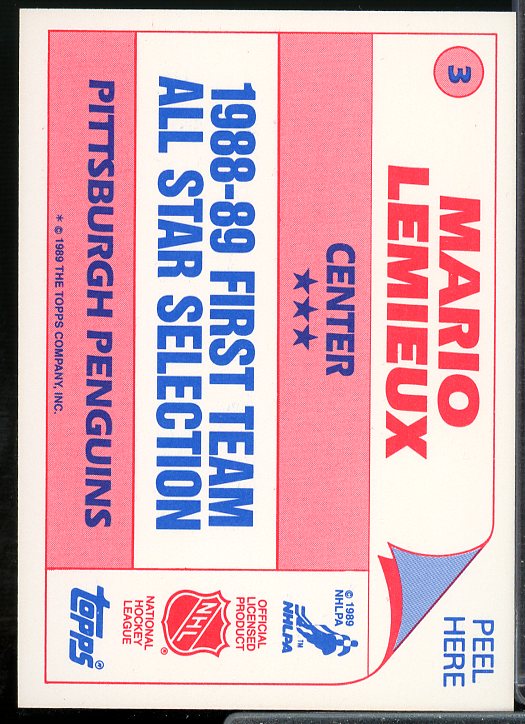 3
MARIO
LEMIEUX
PEEL
HERE
CENTER
★★★
1988-89 FIRST TEAM
ALL STAR SELECTION
PITTSBURGH PENGUINS
* © 1989 THE TOPPS COMPANY, INC.
© 1989
NHLPA
NHLPA™
OFFICIAL
LICENSED
PRODUCT
NHL®
NATIONAL
HOCKEY
LEAGUE
topps®